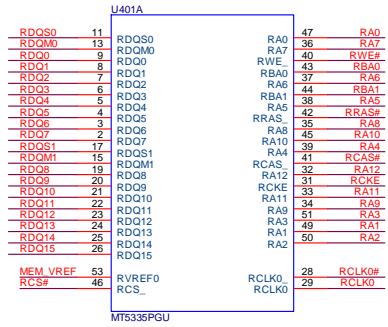 U401A
RDQS0 11 RDQS0 RA0 47 RA0
RDQM0 13 RDQM0 RA7 36 RA7
RDQ0 9 RDQ0 RWE_ 40 RWE#
RDQ1 8 RDQ1 RBA0 43 RBA0
RDQ2 7 RDQ2 RA6 37 RA6
RDQ3 6 RDQ3 RBA1 44 RBA1
RDQ4 5 RDQ4 RA5 38 RA5
RDQ5 4 RDQ5 RRAS_ 42 RRAS#
RDQ6 3 RDQ6 RA8 35 RA8
RDQ7 2 RDQ7 RA10 45 RA10
RDQS1 17 RDQS1 RA4 39 RA4
RDQM1 15 RDQM1 RCAS_ 41 RCAS#
RDQ8 19 RDQ8 RA12 32 RA12
RDQ9 20 RDQ9 RCKE 31 RCKE
RDQ10 21 RDQ10 RA11 33 RA11
RDQ11 22 RDQ11 RA9 34 RA9
RDQ12 23 RDQ12 RA3 51 RA3
RDQ13 24 RDQ13 RA1 49 RA1
RDQ14 25 RDQ14 RA2 50 RA2
RDQ15 26 RDQ15
MEM_VREF 53 RVREF0 RCLK0_ 28 RCLK0#
RCS# 46 RCS_ RCLK0 29 RCLK0
MT5335PGU